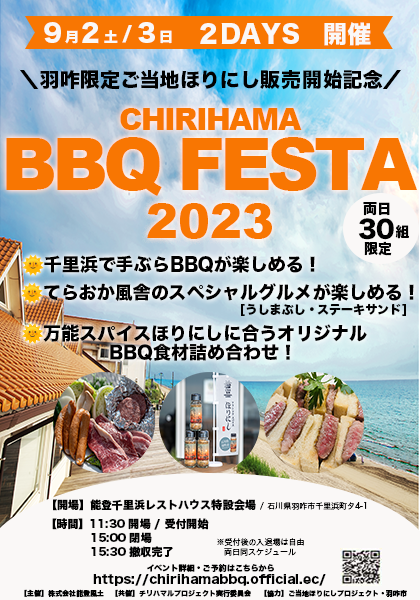 9月2土/3日 2DAYS 開催
＼羽咋限定ご当地ほりにし販売開始記念／
CHIRIHAMA
BBQ FESTA
2023
両日
30組
限定
千里浜で手ぶらBBQが楽しめる！
てらおか風舎のスペシャルグルメが楽しめる！
[うしまぶし・ステーキサンド]
万能スパイスほりにしに合うオリジナル
BBQ食材詰め合わせ！
ほりにし
【開場】能登千里浜レストハウス特設会場 / 石川県羽咋市千里浜町タ4-1
【時間】11:30 開場 / 受付開始
15:00 閉場
15:30 撤収完了
※受付後の入退場は自由
両日同スケジュール
イベント詳細・ご予約はこちらから
https://chirihamabbq.official.ec/
【主催】株式会社能登風土 【共催】チリハマルプロジェクト実行委員会 【協力】ご当地ほりにしプロジェクト・羽咋市